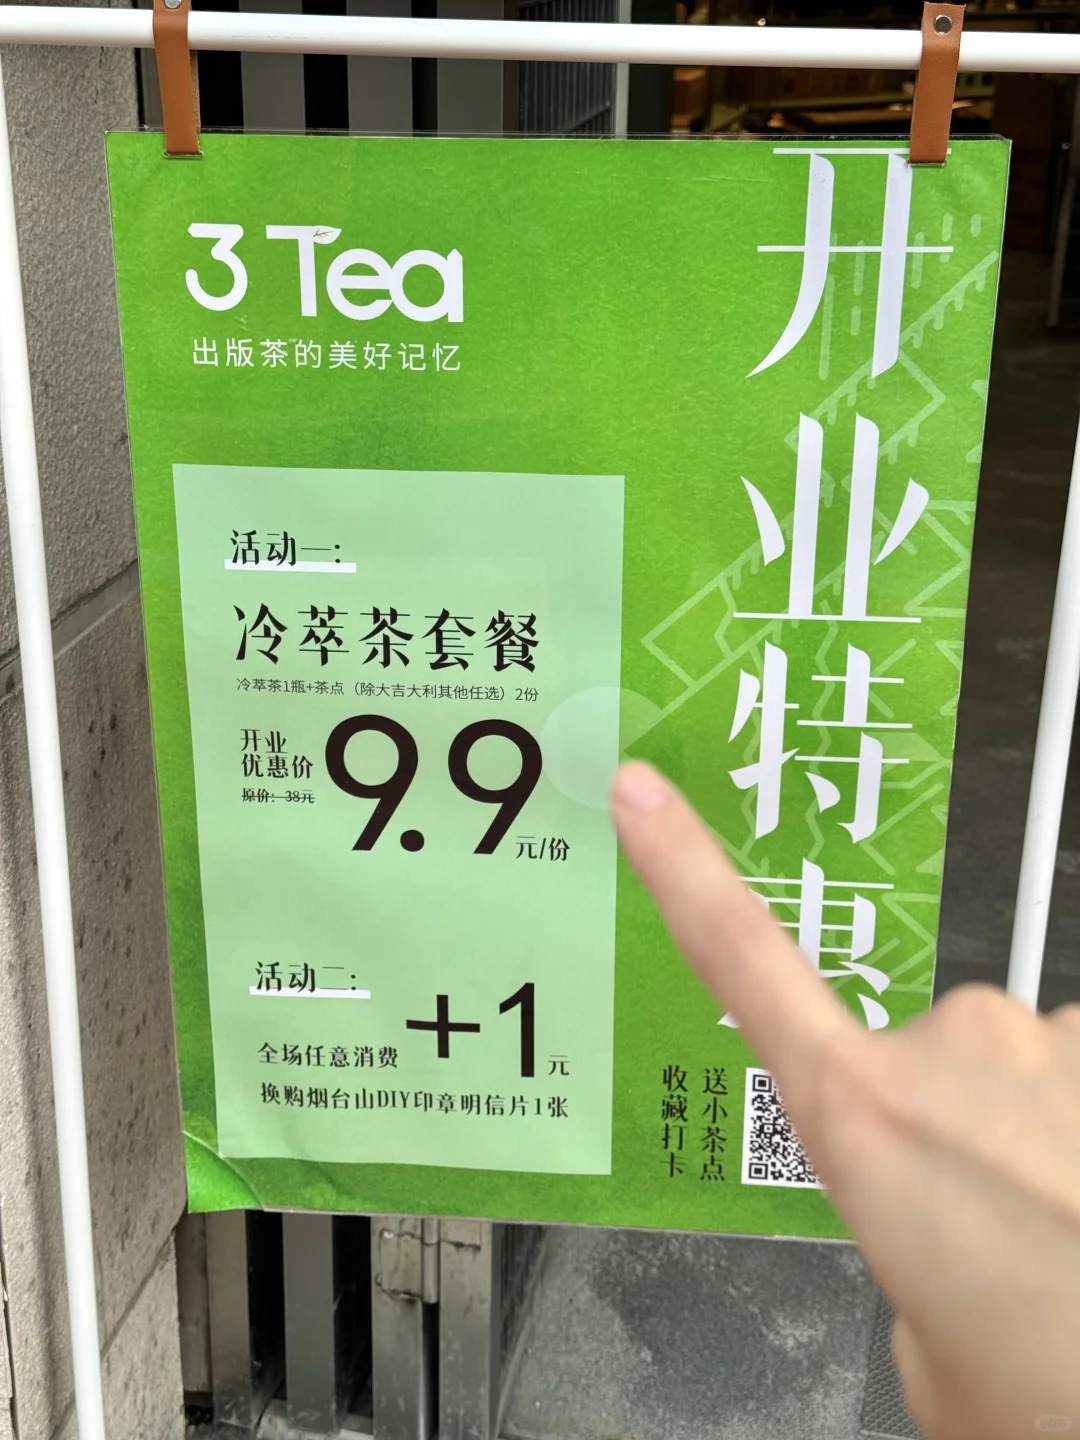 3 Tea
出版茶的美好记忆
开业特惠
活动一:
冷萃茶套餐
冷萃茶1瓶+茶点（除大吉大利其他任选）2份
开业
优惠价
原价: 38元
9.9
元/份
活动二:
全场任意消费
+1
元
换购烟台山DIY印章明信片1张
收藏打卡
送小茶点